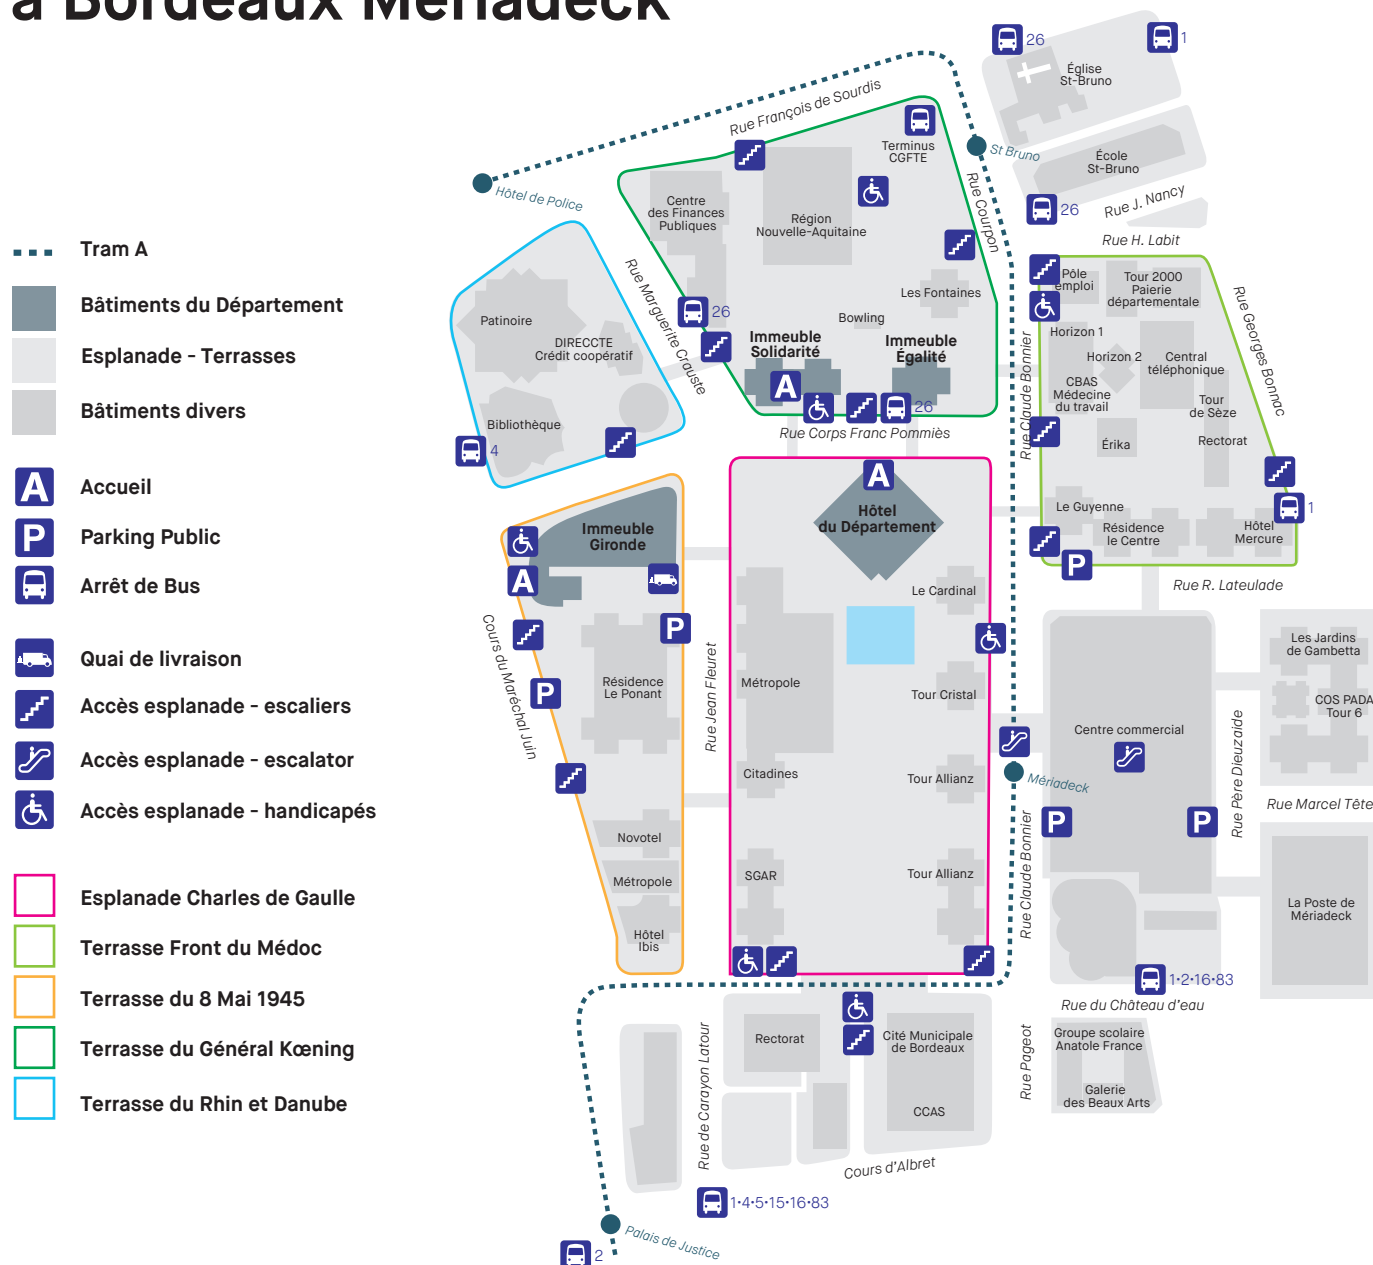 à Bordeaux Mériadeck
Tram A
Bâtiments du Département
Esplanade - Terrasses
Bâtiments divers
A
Accueil
P
Parking Public
Arrêt de Bus
Quai de livraison
Accès esplanade - escaliers
Accès esplanade - escalator
Accès esplanade - handicapés
Esplanade Charles de Gaulle
Terrasse Front du Médoc
Terrasse du 8 Mai 1945
Terrasse du Général Kœning
Terrasse du Rhin et Danube
26
1
Église
St-Bruno
École
St-Bruno
26
Rue J. Nancy
Rue H. Labit
St Bruno
Rue François de Sourdis
Hôtel de Police
Terminus
CGFTE
Rue Courpon
Centre
des Finances
Publiques
Région
Nouvelle-Aquitaine
Les Fontaines
Bowling
26
Immeuble
Solidarité
Immeuble
Égalité
A
26
Rue Marguerite Crauste
Rue Corps Franc Pommiès
Patinoire
DIRECCTE
Crédit coopératif
Bibliothèque
4
Pôle
emploi
Tour 2000
Paierie
départementale
Horizon 1
Horizon 2
Central
téléphonique
CBAS
Médecine
du travail
Tour
de Sèze
Érika
Rectorat
Le Guyenne
Résidence
le Centre
Hôtel
Mercure
1
P
Rue Georges Bonnac
Rue Claude Bonnier
Rue R. Lateulade
A
Hôtel
du Département
Le Cardinal
Métropole
Tour Cristal
Citadines
Tour Allianz
SGAR
Tour Allianz
Immeuble
Gironde
A
P
P
Résidence
Le Ponant
Novotel
Métropole
Hôtel
Ibis
Cours du Maréchal Juin
Rue Jean Fleuret
Mériadeck
Centre commercial
P
P
Rue Claude Bonnier
Rue Père Dieuzaide
Les Jardins
de Gambetta
COS PADA
Tour 6
Rue Marcel Tête
La Poste de
Mériadeck
1·2·16·83
Rue du Château d'eau
Groupe scolaire
Anatole France
Galerie
des Beaux Arts
Rue Pageot
Rectorat
Cité Municipale
de Bordeaux
CCAS
Rue de Carayon Latour
Cours d'Albret
1·4·5·15·16·83
Palais de Justice
2